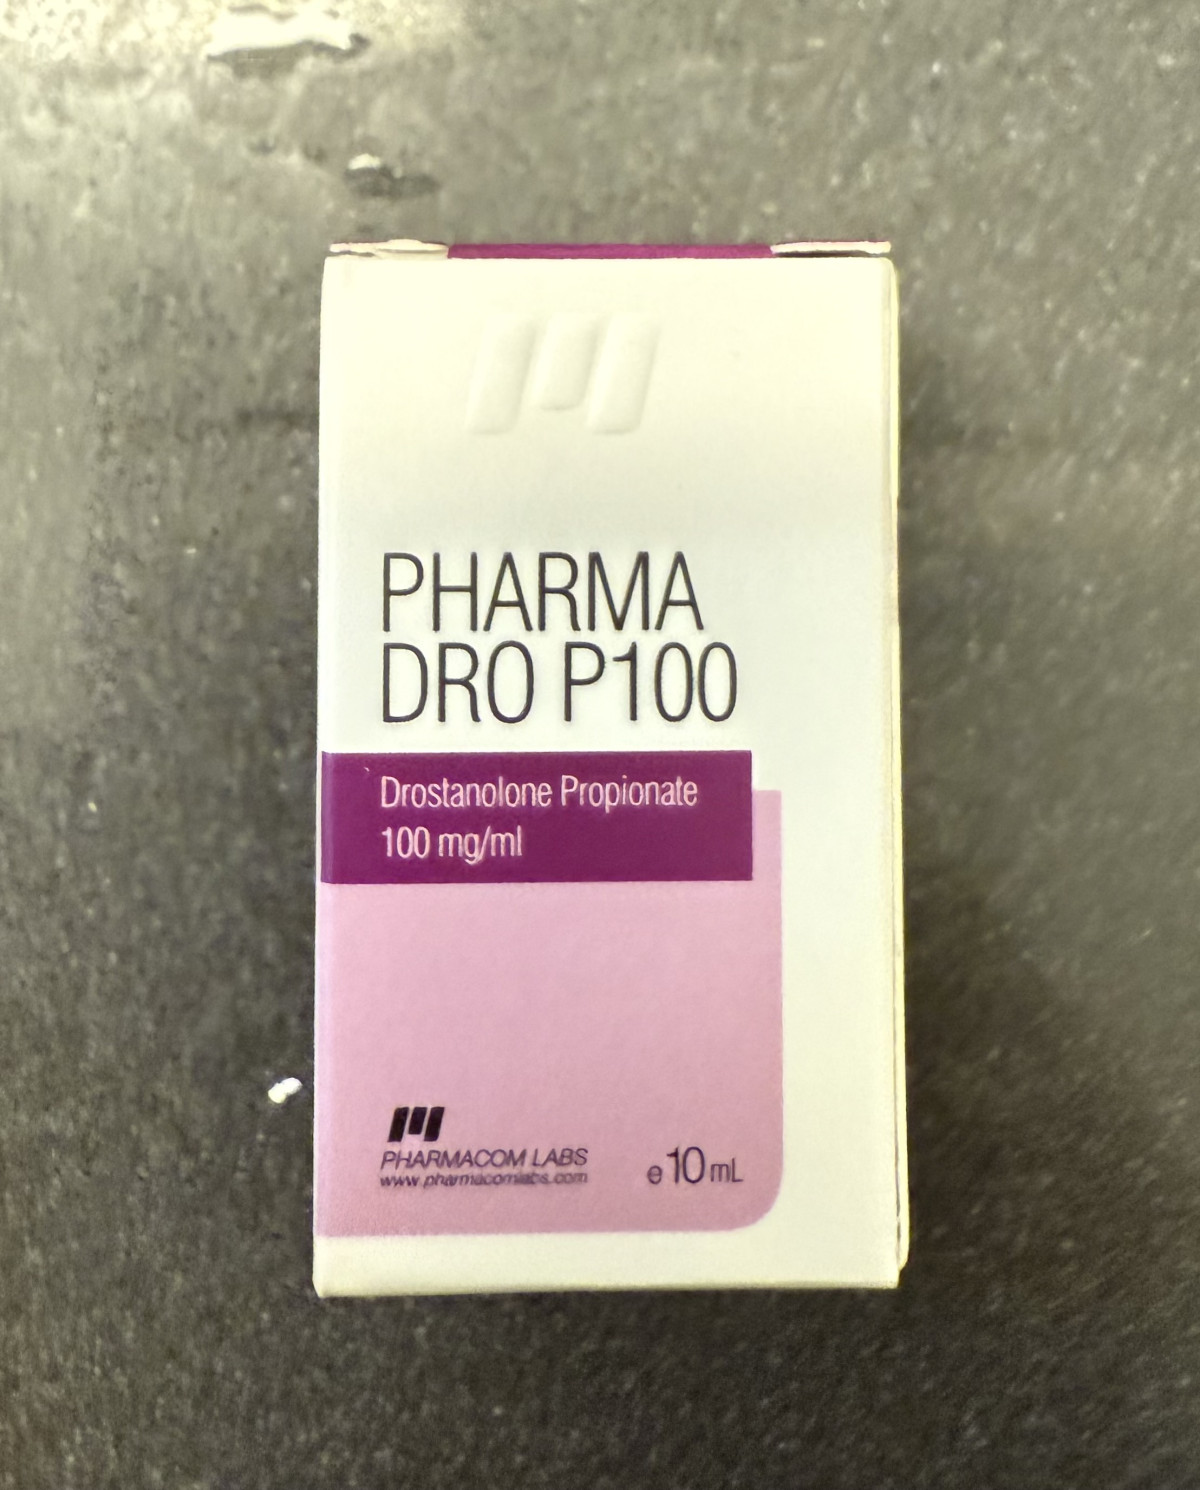 PHARMA
DRO P100
Drostanolone Propionate
100 mg/ml
PHARMACOM LABS
www.pharmacomlabs.com
e10mL